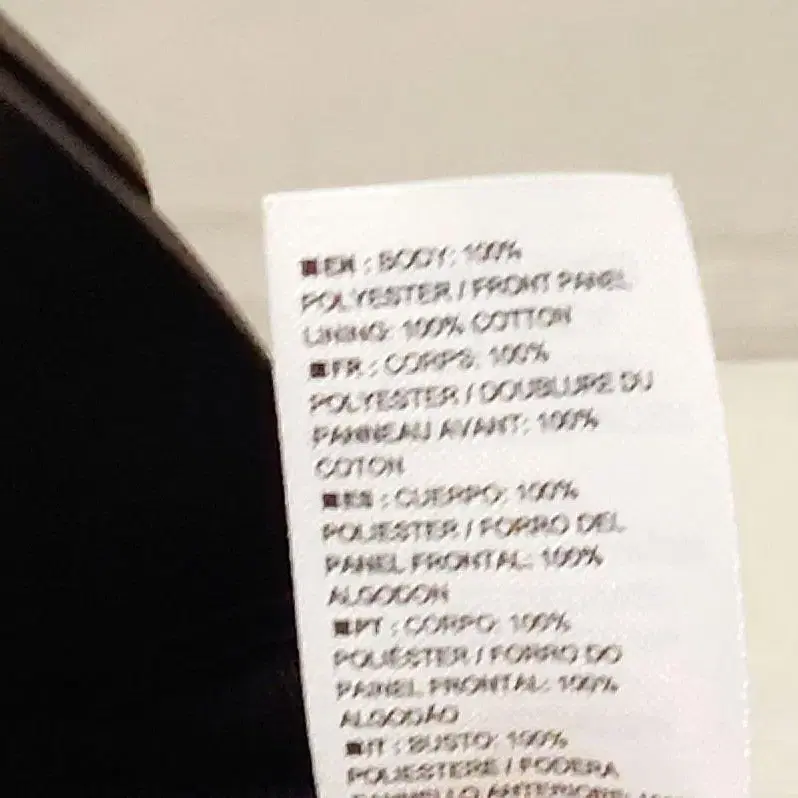 EN : BODY: 100%
POLYESTER / FRONT PANEL
LINING: 100% COTTON
FR : CORPS: 100%
POLYESTER / DOUBLURE DU
PANNEAU AVANT: 100%
COTON
ES : CUERPO: 100%
POLIESTER / FORRO DEL
PANEL FRONTAL: 100%
ALGODON
PT : CORPO: 100%
POLIÉSTER / FORRO DO
PAINEL FRONTAL: 100%
ALGODÃO
IT : BUSTO: 100%
POLIESTERE / FODERA
PANNELLO ANTERIORE: